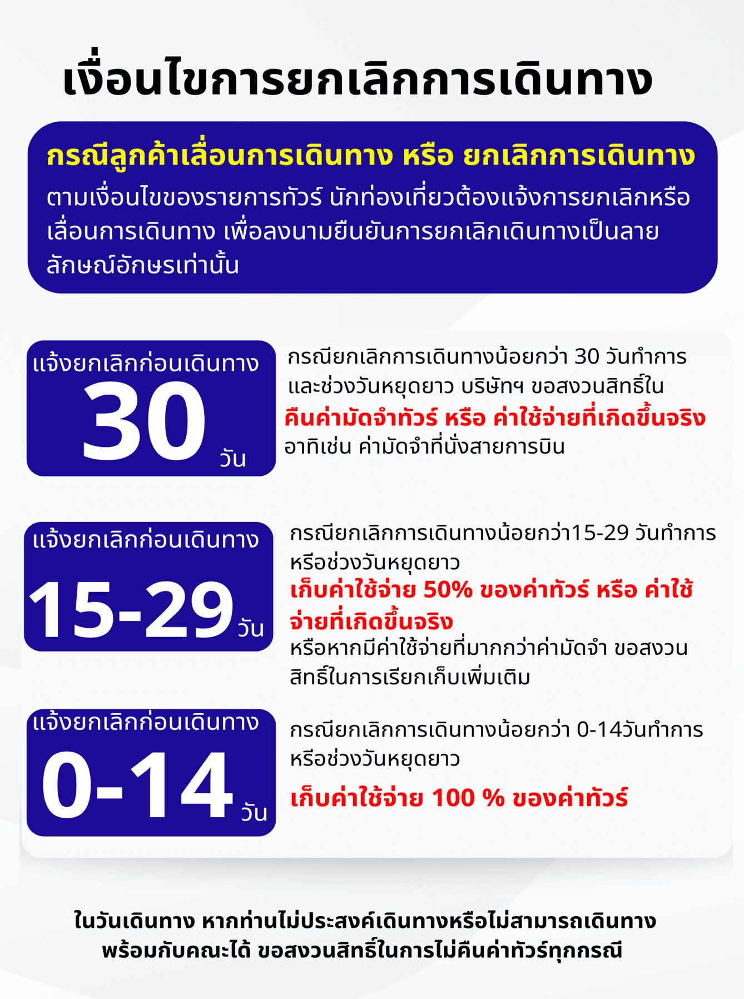 เงื่อนไขการยกเลิกการเดินทาง
กรณีลูกค้าเลื่อนการเดินทาง หรือ ยกเลิกการเดินทาง
ตามเงื่อนไขของรายการทัวร์ นักท่องเที่ยวต้องแจ้งการยกเลิกหรือ
เลื่อนการเดินทาง เพื่อลงนามยืนยันการยกเลิกเดินทางเป็นลาย
ลักษณ์อักษรเท่านั้น
แจ้งยกเลิกก่อนเดินทาง
30
วัน
กรณียกเลิกการเดินทางน้อยกว่า 30 วันทำการ
และช่วงวันหยุดยาว บริษัทฯ ขอสงวนสิทธิ์ใน
คืนค่ามัดจำทัวร์ หรือ ค่าใช้จ่ายที่เกิดขึ้นจริง
อาทิเช่น ค่ามัดจำที่นั่งสายการบิน
แจ้งยกเลิกก่อนเดินทาง
15-29 วัน
กรณียกเลิกการเดินทางน้อยกว่า15-29 วันทำการ
หรีอช่วงวันหยุดยาว
เก็บค่าใช้จ่าย 50% ของค่าทัวร์ หรือ ค่าใช้
จ่ายที่เกิดขึ้นจริง
หรือหากมีค่าใช้จ่ายที่มากกว่าค่ามัดจำ ขอสงวน
สิทธิ์ในการเรียกเก็บเพิ่มเติม
แจ้งยกเลิกก่อนเดินทาง
0-14 วัน
กรณียกเลิกการเดินทางน้อยกว่า 0-14วันทำการ
หรีอช่วงวันหยุดยาว
เก็บค่าใช้จ่าย 100 % ของค่าทัวร์
ในวันเดินทาง หากท่านไม่ประสงค์เดินทางหรือไม่สามารถเดินทาง
พร้อมกับคณะได้ ขอสงวนสิทธิ์ในการไม่คืนค่าทัวร์ทุกกรณี